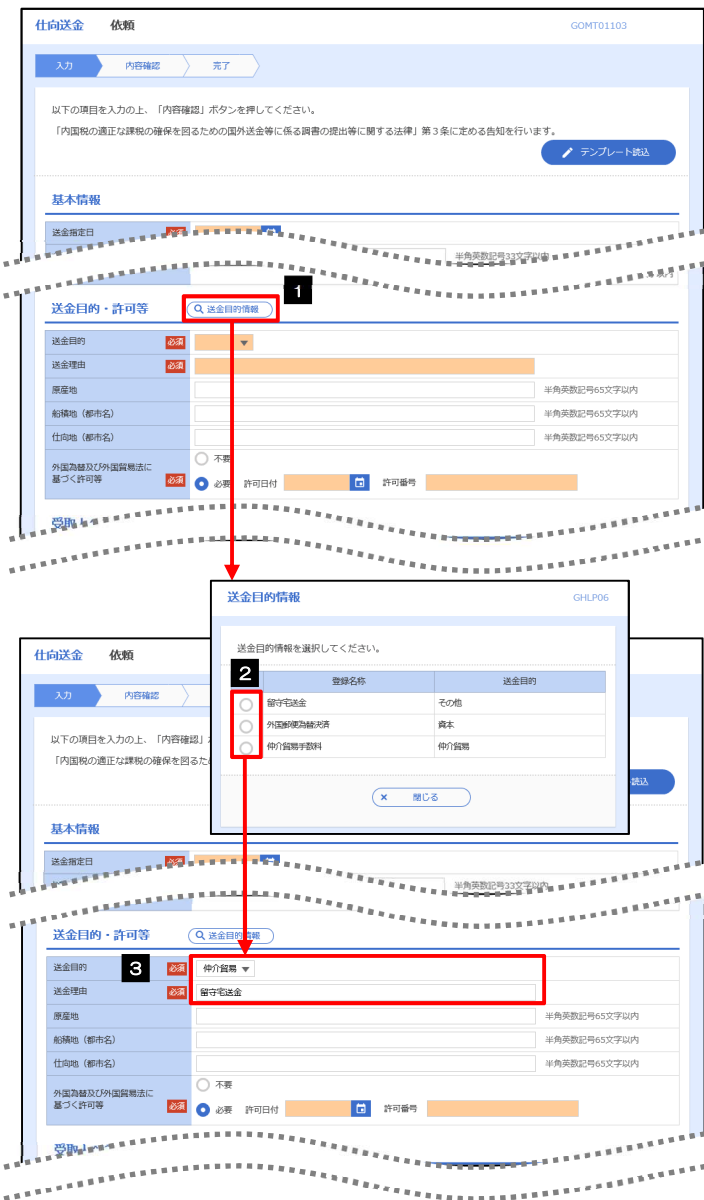 仕向送金 依頼 GOMT01103
入力 内容確認 完了
以下の項目を入力の上、「内容確認」ボタンを押してください。
「内国税の適正な課税の確保を図るための国外送金等に係る調書の提出等に関する法律」第3条に定める告知を行います。
テンプレート読込
基本情報
送金指定日 必須
半角英数記号33文字以内
1
送金目的・許可等 送金目的情報
送金目的 必須
送金理由 必須
原産地 半角英数記号65文字以内
船積地（都市名） 半角英数記号65文字以内
仕向地（都市名） 半角英数記号65文字以内
外国為替及び外国貿易法に
基づく許可等 必須
不要
必要 許可日付 許可番号
送金目的情報 GHLP06
送金目的情報を選択してください。
2
登録名称 送金目的
留守宅送金 その他
外国郵便為替決済 資本
仲介貿易手数料 仲介貿易
× 閉じる
仕向送金 依頼
入力 内容確認
以下の項目を入力の上、「内容確認」
「内国税の適正な課税の確保を図るた
読込
基本情報
送金指定日 必須
半角英数記号33文字以内
送金目的・許可等 送金目的情報
3
送金目的 必須 仲介貿易
送金理由 必須 留守宅送金
原産地 半角英数記号65文字以内
船積地（都市名） 半角英数記号65文字以内
仕向地（都市名） 半角英数記号65文字以内
外国為替及び外国貿易法に
基づく許可等 必須
不要
必要 許可日付 許可番号